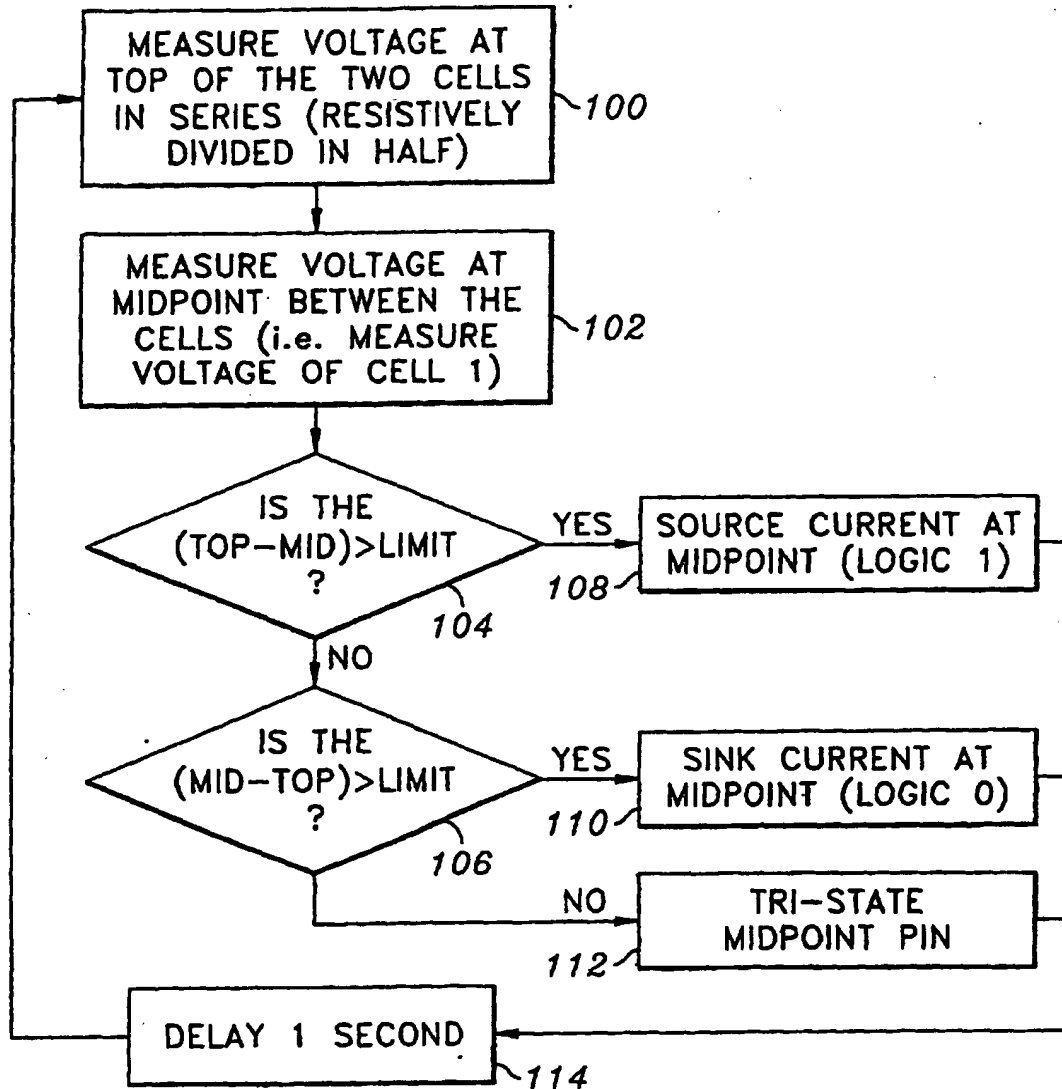 MEASURE VOLTAGE AT
TOP OF THE TWO CELLS
IN SERIES (RESISTIVELY
DIVIDED IN HALF)
100
MEASURE VOLTAGE AT
MIDPOINT BETWEEN THE
CELLS (i.e. MEASURE
VOLTAGE OF CELL 1)
102
IS THE
(TOP-MID)>LIMIT
?
104
YES
SOURCE CURRENT AT
MIDPOINT (LOGIC 1)
108
NO
IS THE
(MID-TOP)>LIMIT
?
106
YES
SINK CURRENT AT
MIDPOINT (LOGIC 0)
110
NO
TRI-STATE
MIDPOINT PIN
112
DELAY 1 SECOND
114